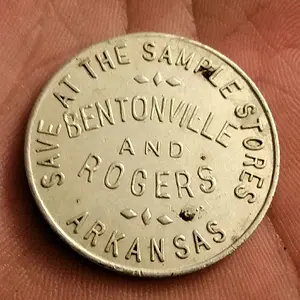 SAVE AT THE SAMPLE STORES
BENTONVILLE
AND
ROGERS
ARKANSAS